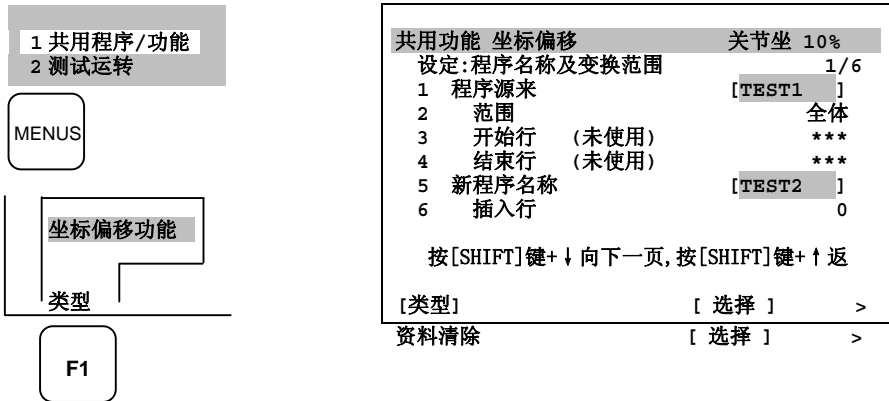 1 共用程序/功能
2 测试运转
MENUS
坐标偏移功能
类型
F1
共用功能 坐标偏移 关节坐 10%
设定:程序名称及变换范围 1/6
1 程序源来 [TEST1 ]
2 范围 全体
3 开始行 (未使用) ***
4 结束行 (未使用) ***
5 新程序名称 [TEST2 ]
6 插入行 0
按[SHIFT]键+↓向下一页,按[SHIFT]键+↑返
[类型] [ 选择 ] >
资料清除 [ 选择 ] >